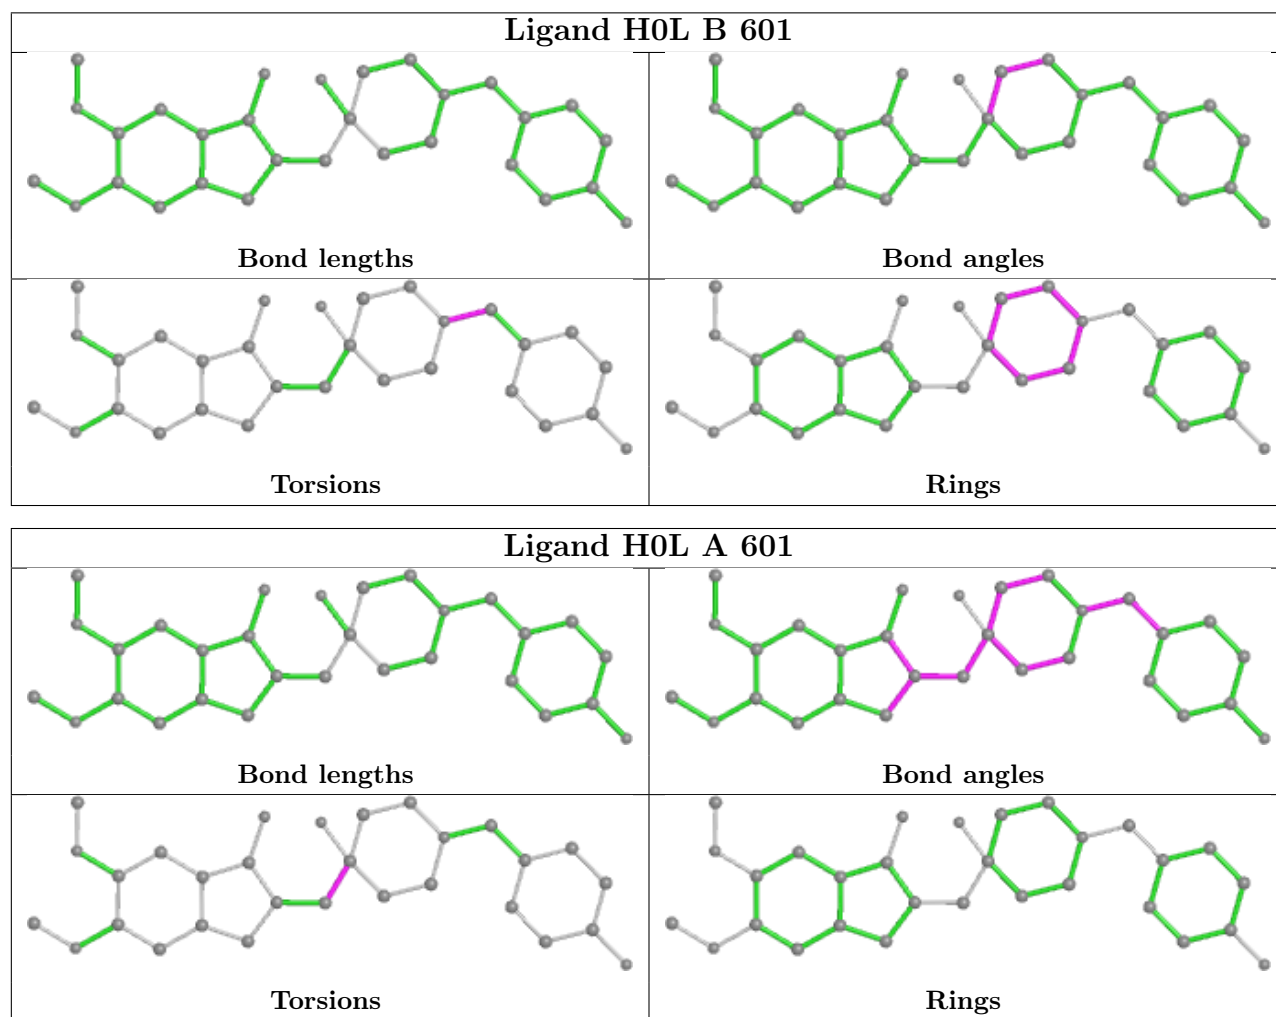 Ligand H0L B 601
Bond lengths
Bond angles
Torsions
Rings
Ligand H0L A 601
Bond lengths
Bond angles
Torsions
Rings